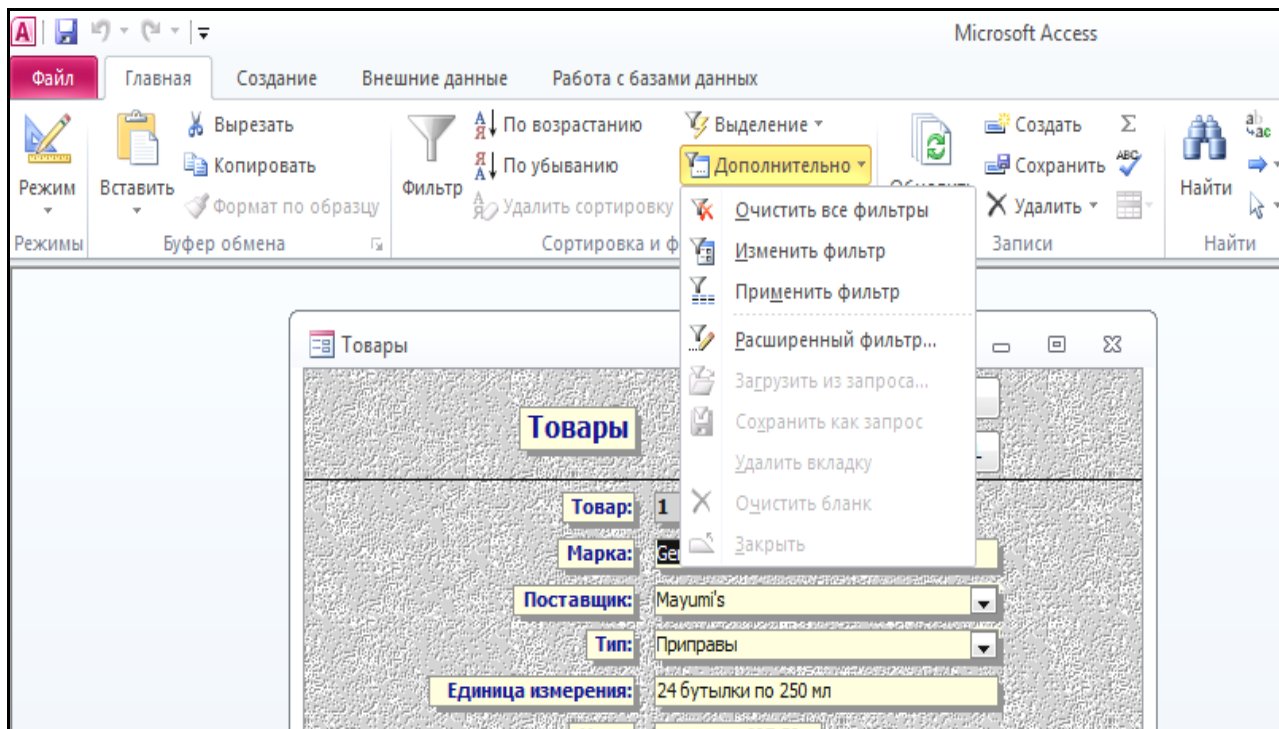 Microsoft Access
Файл Главная Создание Внешние данные Работа с базами данных
Режим
Режимы
Вставить
Вырезать
Копировать
Формат по образцу
Буфер обмена
Фильтр
По возрастанию
По убыванию
Удалить сортировку
Сортировка и ф
Выделение
Дополнительно
Создать
Сохранить
Удалить
Записи
Найти
Найти
Очистить все фильтры
Изменить фильтр
Применить фильтр
Расширенный фильтр...
Загрузить из запроса...
Сохранить как запрос
Удалить вкладку
Очистить бланк
Закрыть
Товары
Товары
Товар: 1
Марка: Ge
Поставщик: Mayumi's
Тип: Приправы
Единица измерения: 24 бутылки по 250 мл